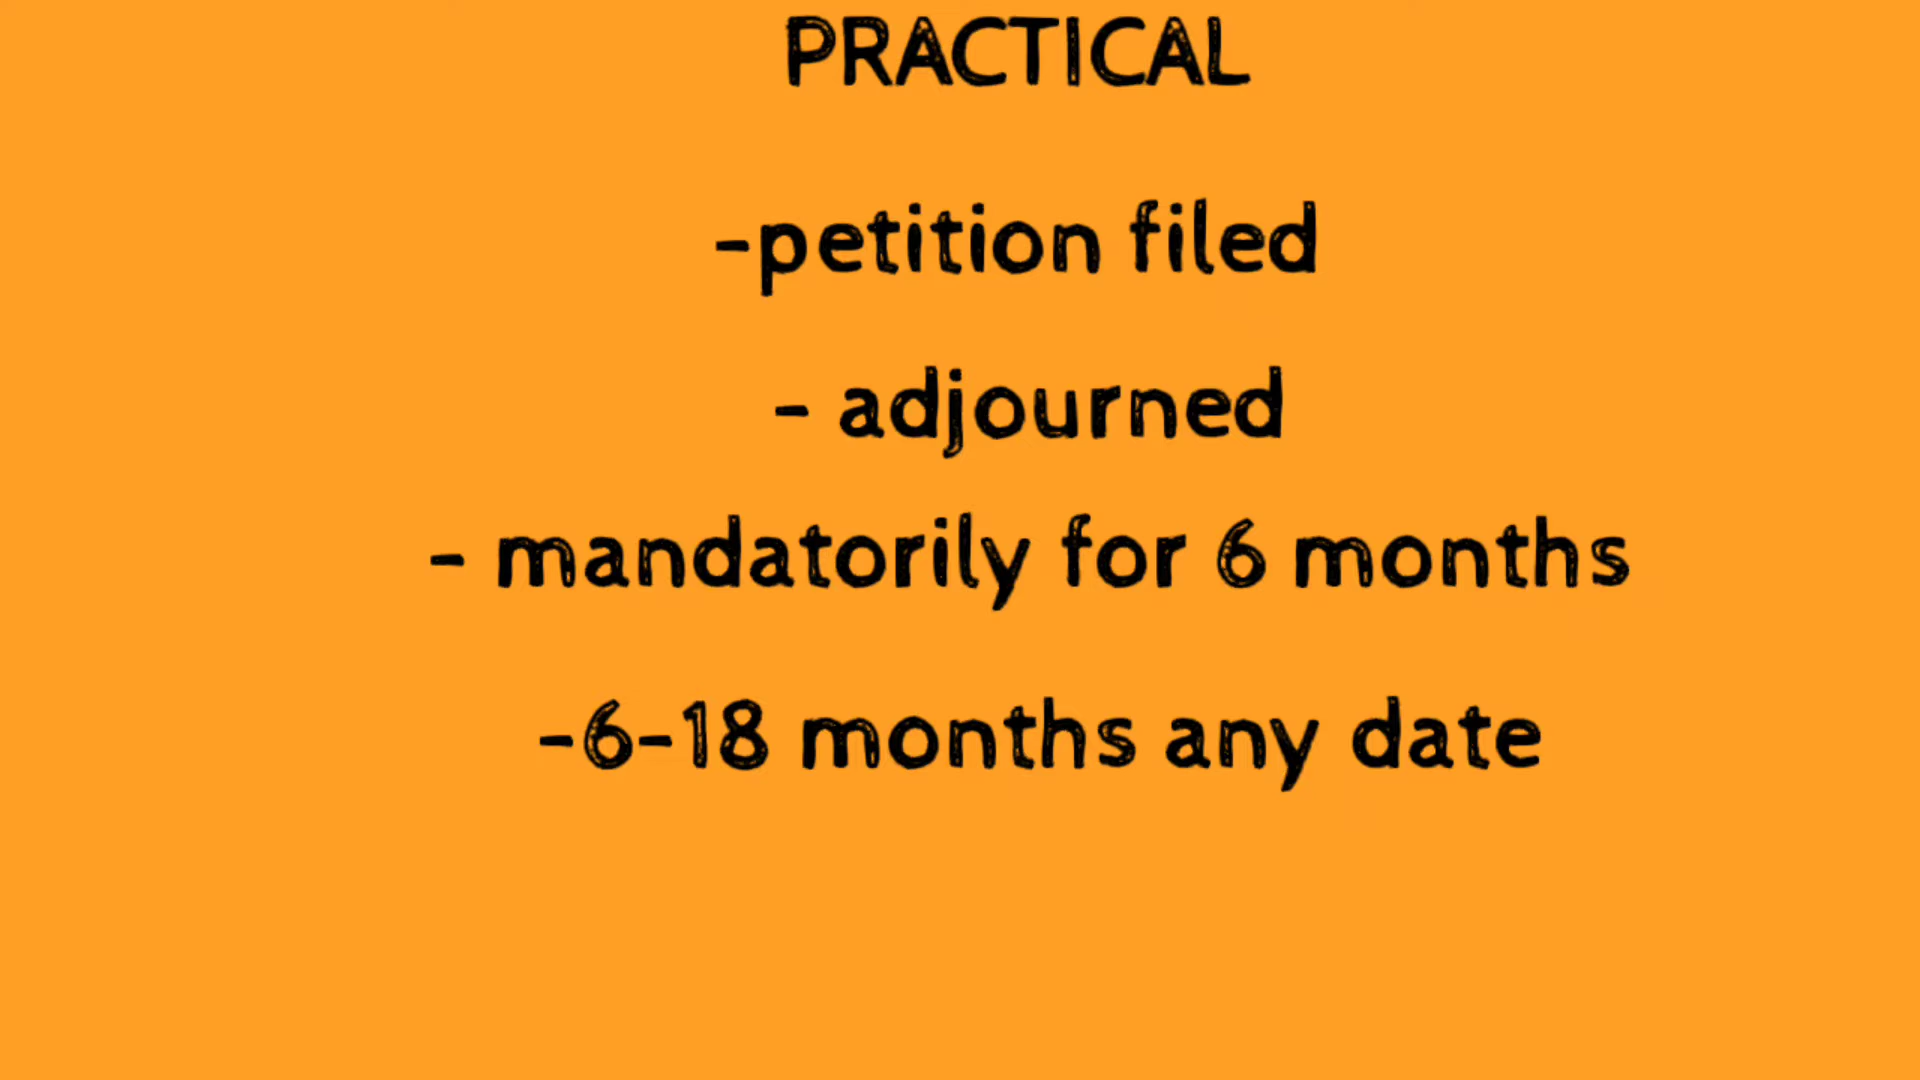 PRACTICAL
-petition filed
- adjourned
- mandatorily for 6 months
-6-18 months any date